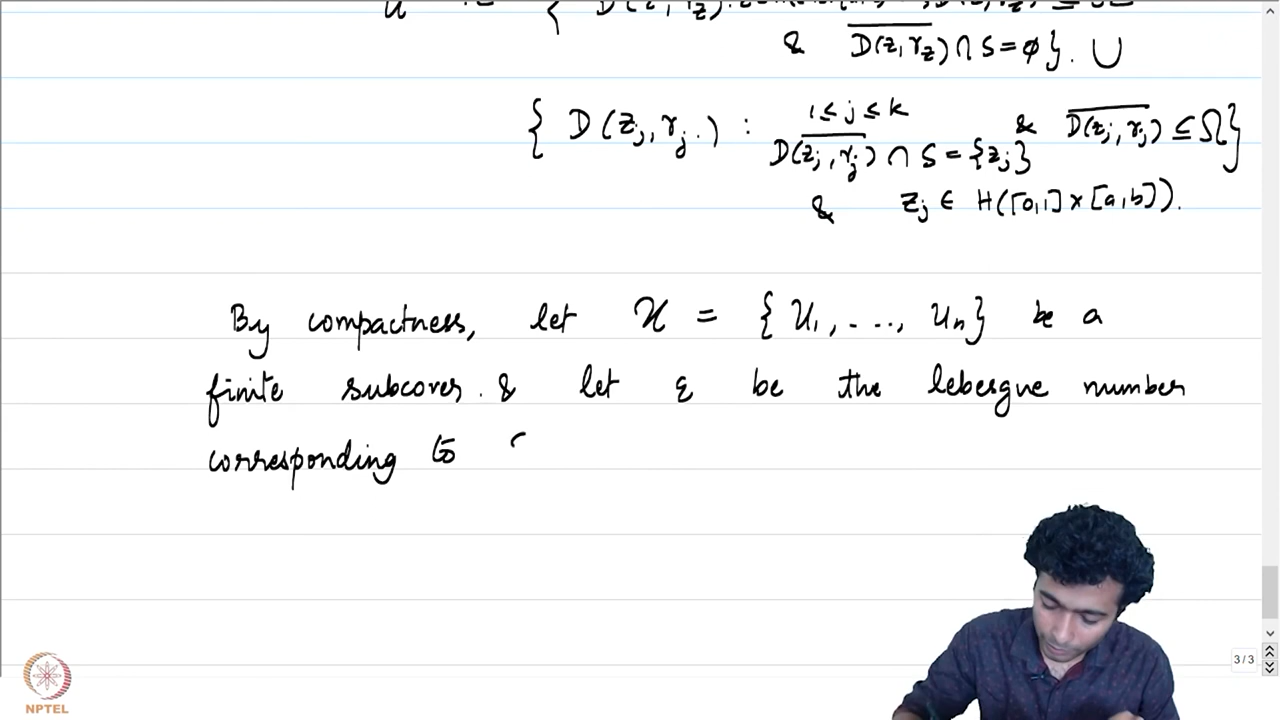 & D(z, r_z) ∩ S = ϕ}. ∪
{ D(z_j, r_j) : 1 ≤ j ≤ k & D(z_j, r_j) ⊆ Ω}
D(z_j, r_j) ∩ S = {z_j}
& z_j ∈ H([0,1] × [a,b]).
By compactness, let 𝒰 = { U_1, ..., U_n} be a
finite subcover. & let ε be the lebesgue number
corresponding to
3 / 3
NPTEL